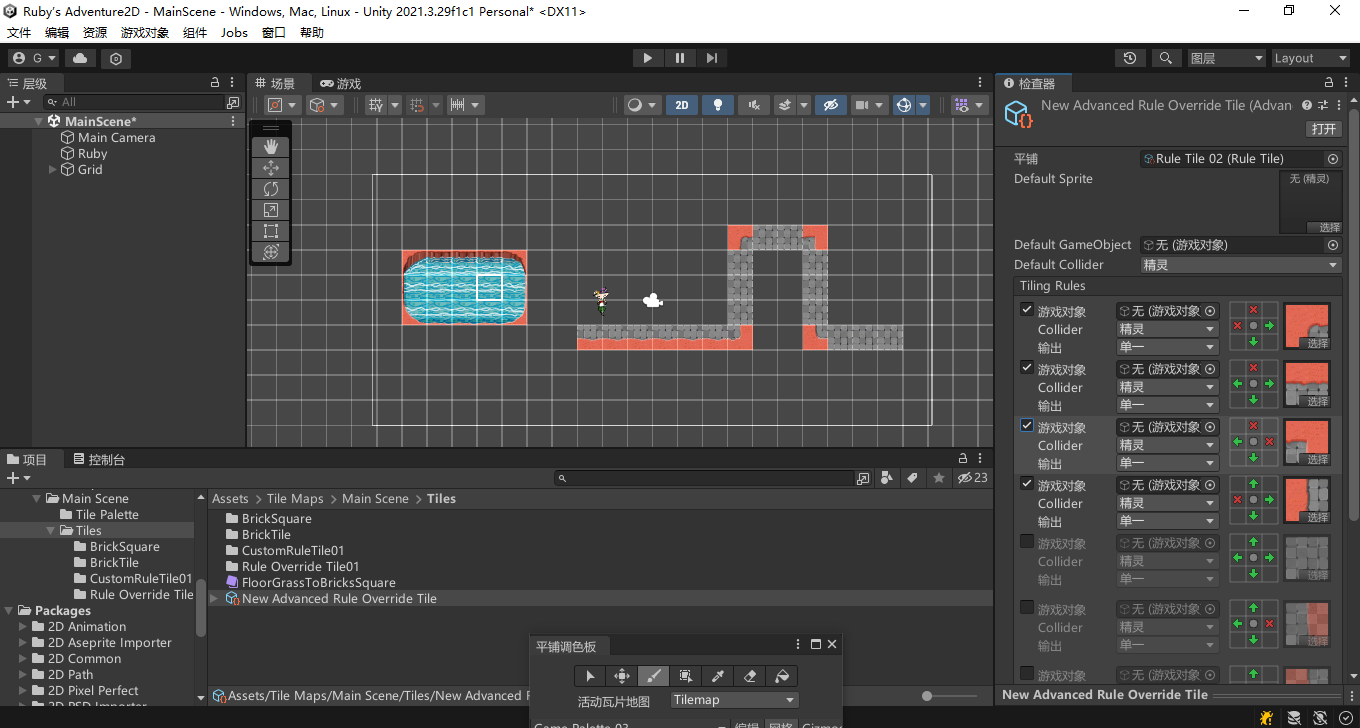 Ruby's Adventure2D - MainScene - Windows, Mac, Linux - Unity 2021.3.29f1c1 Personal* <DX11>
文件 编辑 资源 游戏对象 组件 Jobs 窗口 帮助
G 图层 Layout
层级
All
MainScene*
Main Camera
Ruby
Grid
场景 游戏
2D
检查器
New Advanced Rule Override Tile (Advan
打开
平铺 Rule Tile 02 (Rule Tile)
Default Sprite 无 (精灵)
选择
Default GameObject 无 (游戏对象)
Default Collider 精灵
Tiling Rules
游戏对象 无 (游戏对象
Collider 精灵
输出 单一 选择
游戏对象 无 (游戏对象
Collider 精灵
输出 单一 选择
游戏对象 无 (游戏对象
Collider 精灵
输出 单一 选择
游戏对象 无 (游戏对象
Collider 精灵
输出 单一 选择
游戏对象 无 (游戏对象
Collider 精灵
输出 单一 选择
游戏对象 无 (游戏对象
Collider 精灵
输出 单一 选择
游戏对象 无 (游戏对象
New Advanced Rule Override Tile
项目 控制台
23
Main Scene
Tile Palette
Tiles
BrickSquare
BrickTile
CustomRuleTile01
Rule Override Tile
Packages
2D Animation
2D Aseprite Importer
2D Common
2D Path
2D Pixel Perfect
2D PSD Importer
Assets > Tile Maps > Main Scene > Tiles
BrickSquare
BrickTile
CustomRuleTile01
Rule Override Tile01
FloorGrassToBricksSquare
New Advanced Rule Override Tile
Assets/Tile Maps/Main Scene/Tiles/New Advanced R
平铺调色板
活动瓦片地图 Tilemap
Game Palette 03 编辑 网格 Gizmos